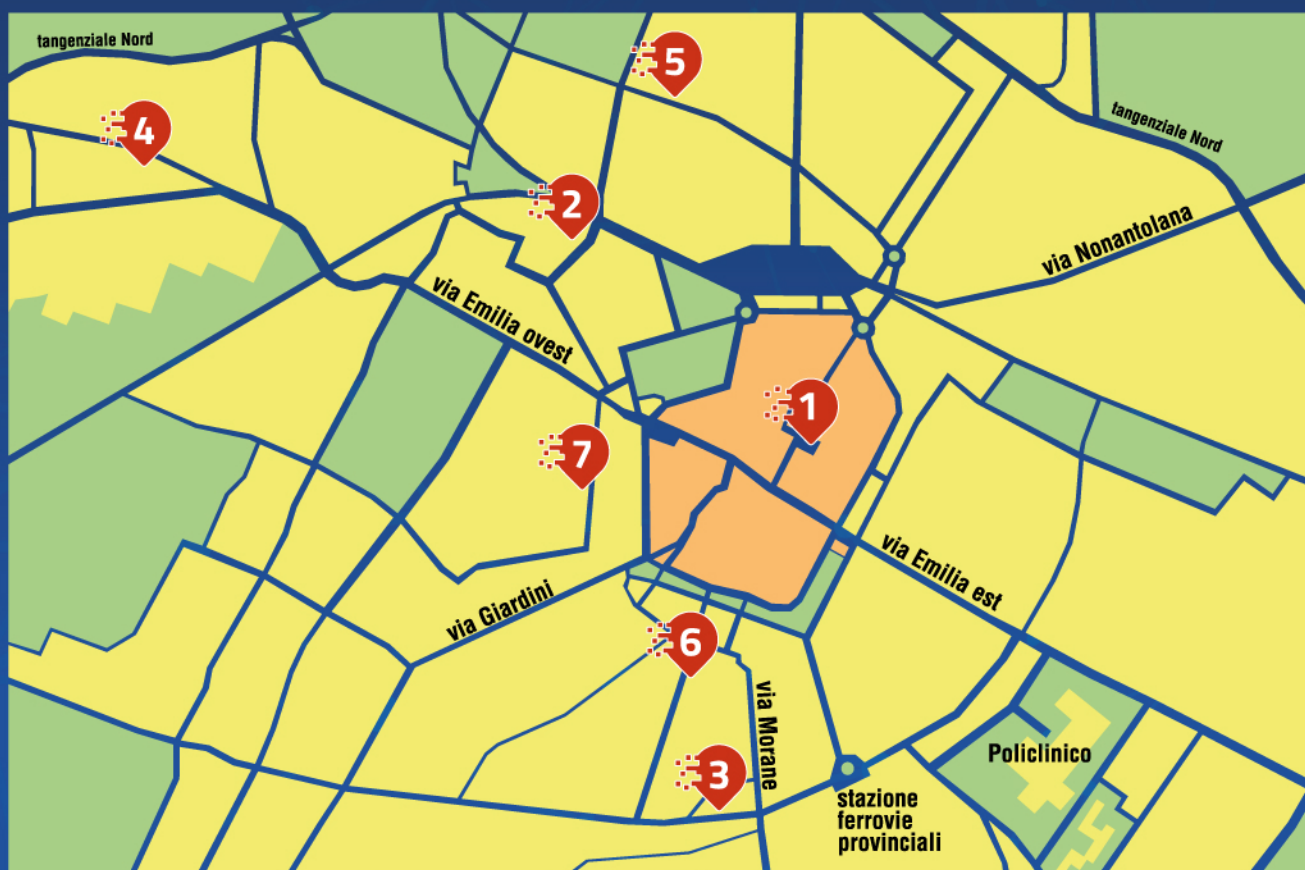 tangenziale Nord
5
4
tangenziale Nord
2
via Nonantolana
via Emilia ovest
1
7
via Emilia est
via Giardini
6
via Morane
Policlinico
3
stazione
ferrovie
provinciali